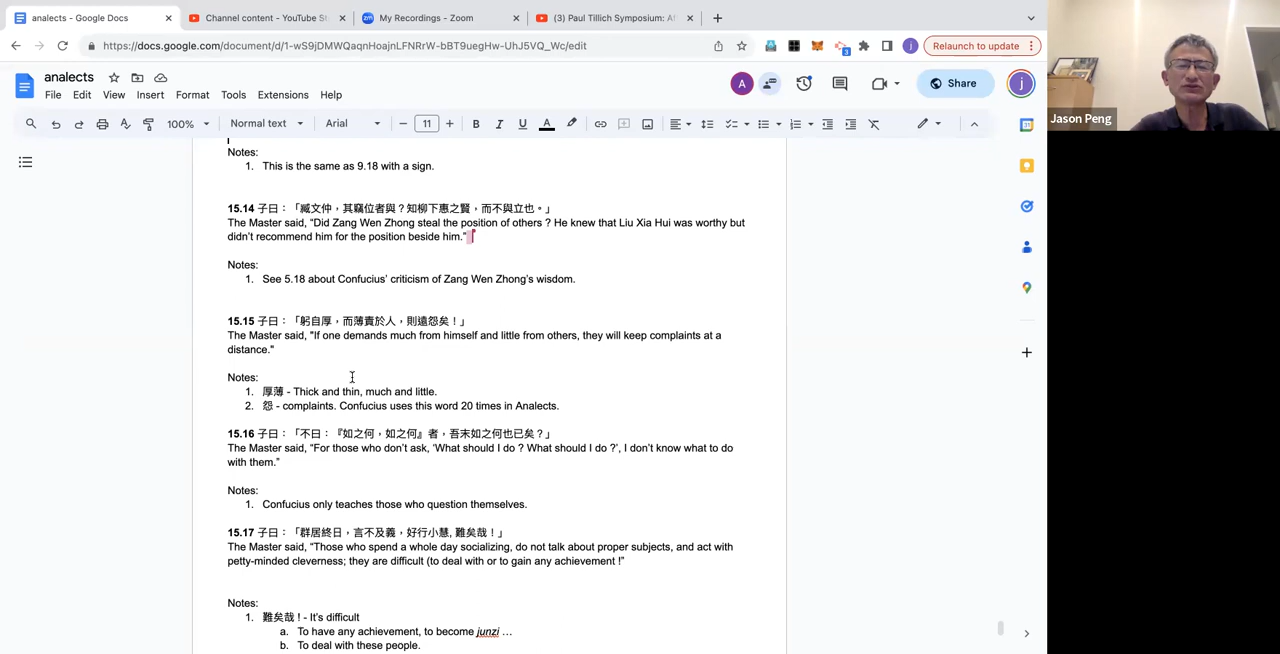 analects - Google Docs
Channel content - YouTube St
My Recordings - Zoom
(3) Paul Tillich Symposium: Af
https://docs.google.com/document/d/1-wS9jDMWQaqnHoajnLFNRrW-bBT9uegHw-UhJ5VQ_Wc/edit
3
j
Relaunch to update
analects
File Edit View Insert Format Tools Extensions Help
A
Share
j
100% Normal text Arial 11 B I U A
Jason Peng
Notes:
1. This is the same as 9.18 with a sign.
15.14 子曰：「臧文仲，其竊位者與？知柳下惠之賢，而不與立也。」
The Master said, “Did Zang Wen Zhong steal the position of others ? He knew that Liu Xia Hui was worthy but
didn’t recommend him for the position beside him.”
Notes:
1. See 5.18 about Confucius’ criticism of Zang Wen Zhong’s wisdom.
15.15 子曰：「躬自厚，而薄責於人，則遠怨矣！」
The Master said, "If one demands much from himself and little from others, they will keep complaints at a
distance."
Notes:
1. 厚薄 - Thick and thin, much and little.
2. 怨 - complaints. Confucius uses this word 20 times in Analects.
15.16 子曰：「不曰：『如之何，如之何』者，吾末如之何也已矣？」
The Master said, “For those who don’t ask, ‘What should I do ? What should I do ?’, I don’t know what to do
with them.”
Notes:
1. Confucius only teaches those who question themselves.
15.17 子曰：「群居終日，言不及義，好行小慧, 難矣哉！」
The Master said, “Those who spend a whole day socializing, do not talk about proper subjects, and act with
petty-minded cleverness; they are difficult (to deal with or to gain any achievement !”
Notes:
1. 難矣哉！- It’s difficult
a. To have any achievement, to become junzi …
b. To deal with these people.